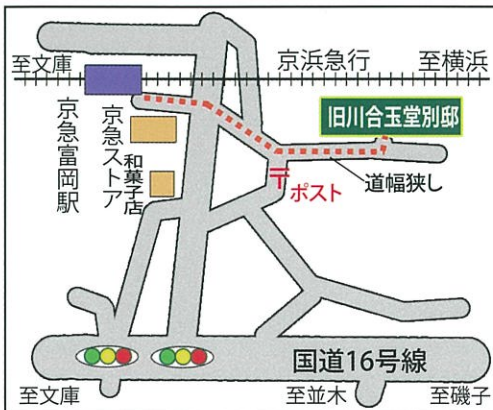 至文庫
京浜急行
至横浜
京急富岡駅
京急ストア
和菓子店
旧川合玉堂別邸
〒
ポスト
道幅狭し
国道16号線
至文庫
至並木
至磯子